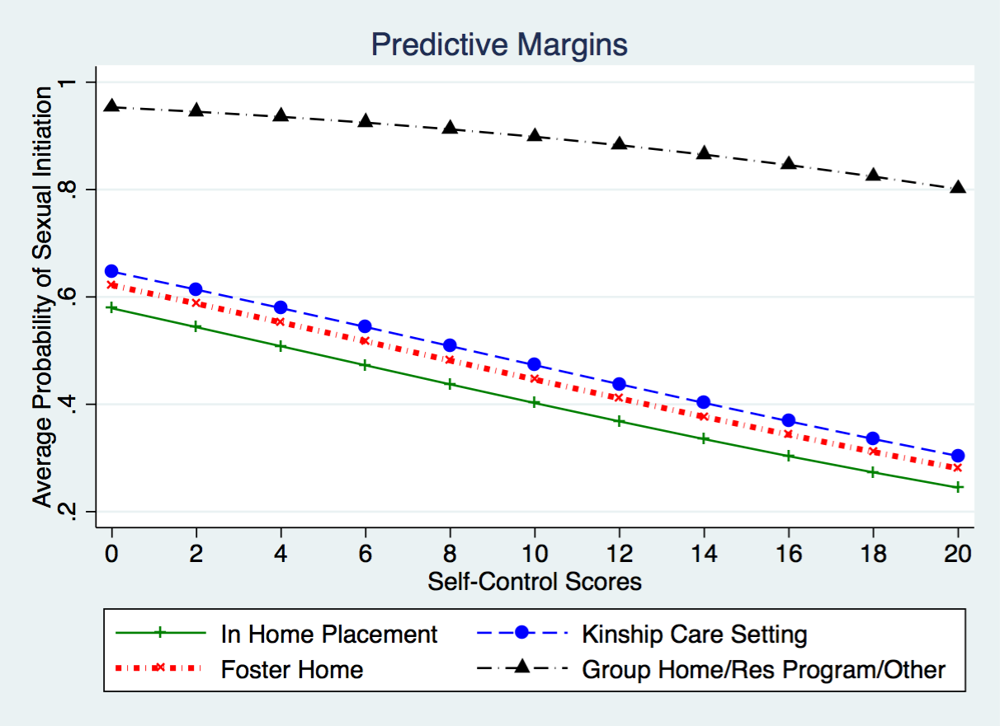 Predictive Margins
Average Probability of Sexual Initiation
1
.8
.6
.4
.2
0 2 4 6 8 10 12 14 16 18 20
Self-Control Scores
In Home Placement
Kinship Care Setting
Foster Home
Group Home/Res Program/Other